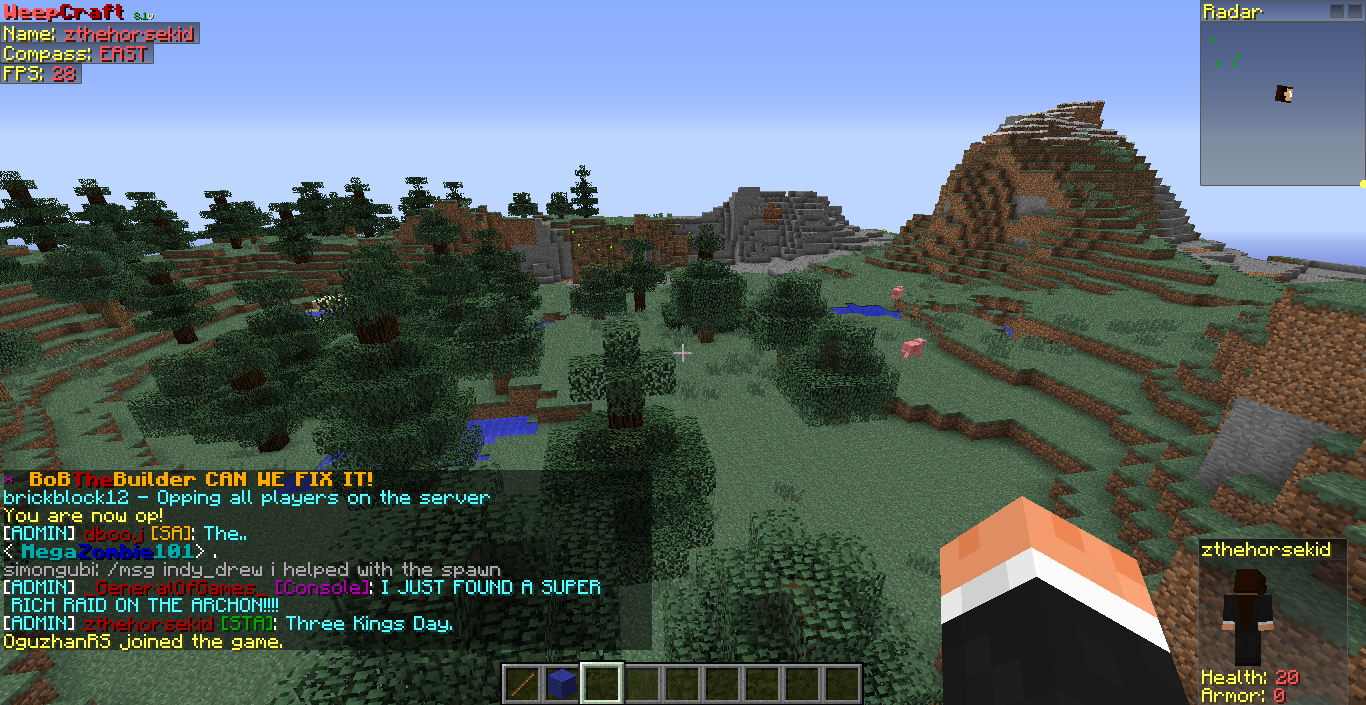 WeepCraft 8.1v
Name: zthehorsekid
Compass: EAST
FPS: 28
Radar
* BoBTheBuilder CAN WE FIX IT!
brickblock12 - Opping all players on the server
You are now op!
[ADMIN] dbooj [SA]: The..
< MegaZombie101> .
simongubi: /msg indy_drew i helped with the spawn
[ADMIN] _GeneralOfGames_ [Console]: I JUST FOUND A SUPER
RICH RAID ON THE ARCHON!!!!
[ADMIN] zthehorsekid [STA]: Three Kings Day.
OguzhanRS joined the game.
zthehorsekid
Health: 20
Armor: 0